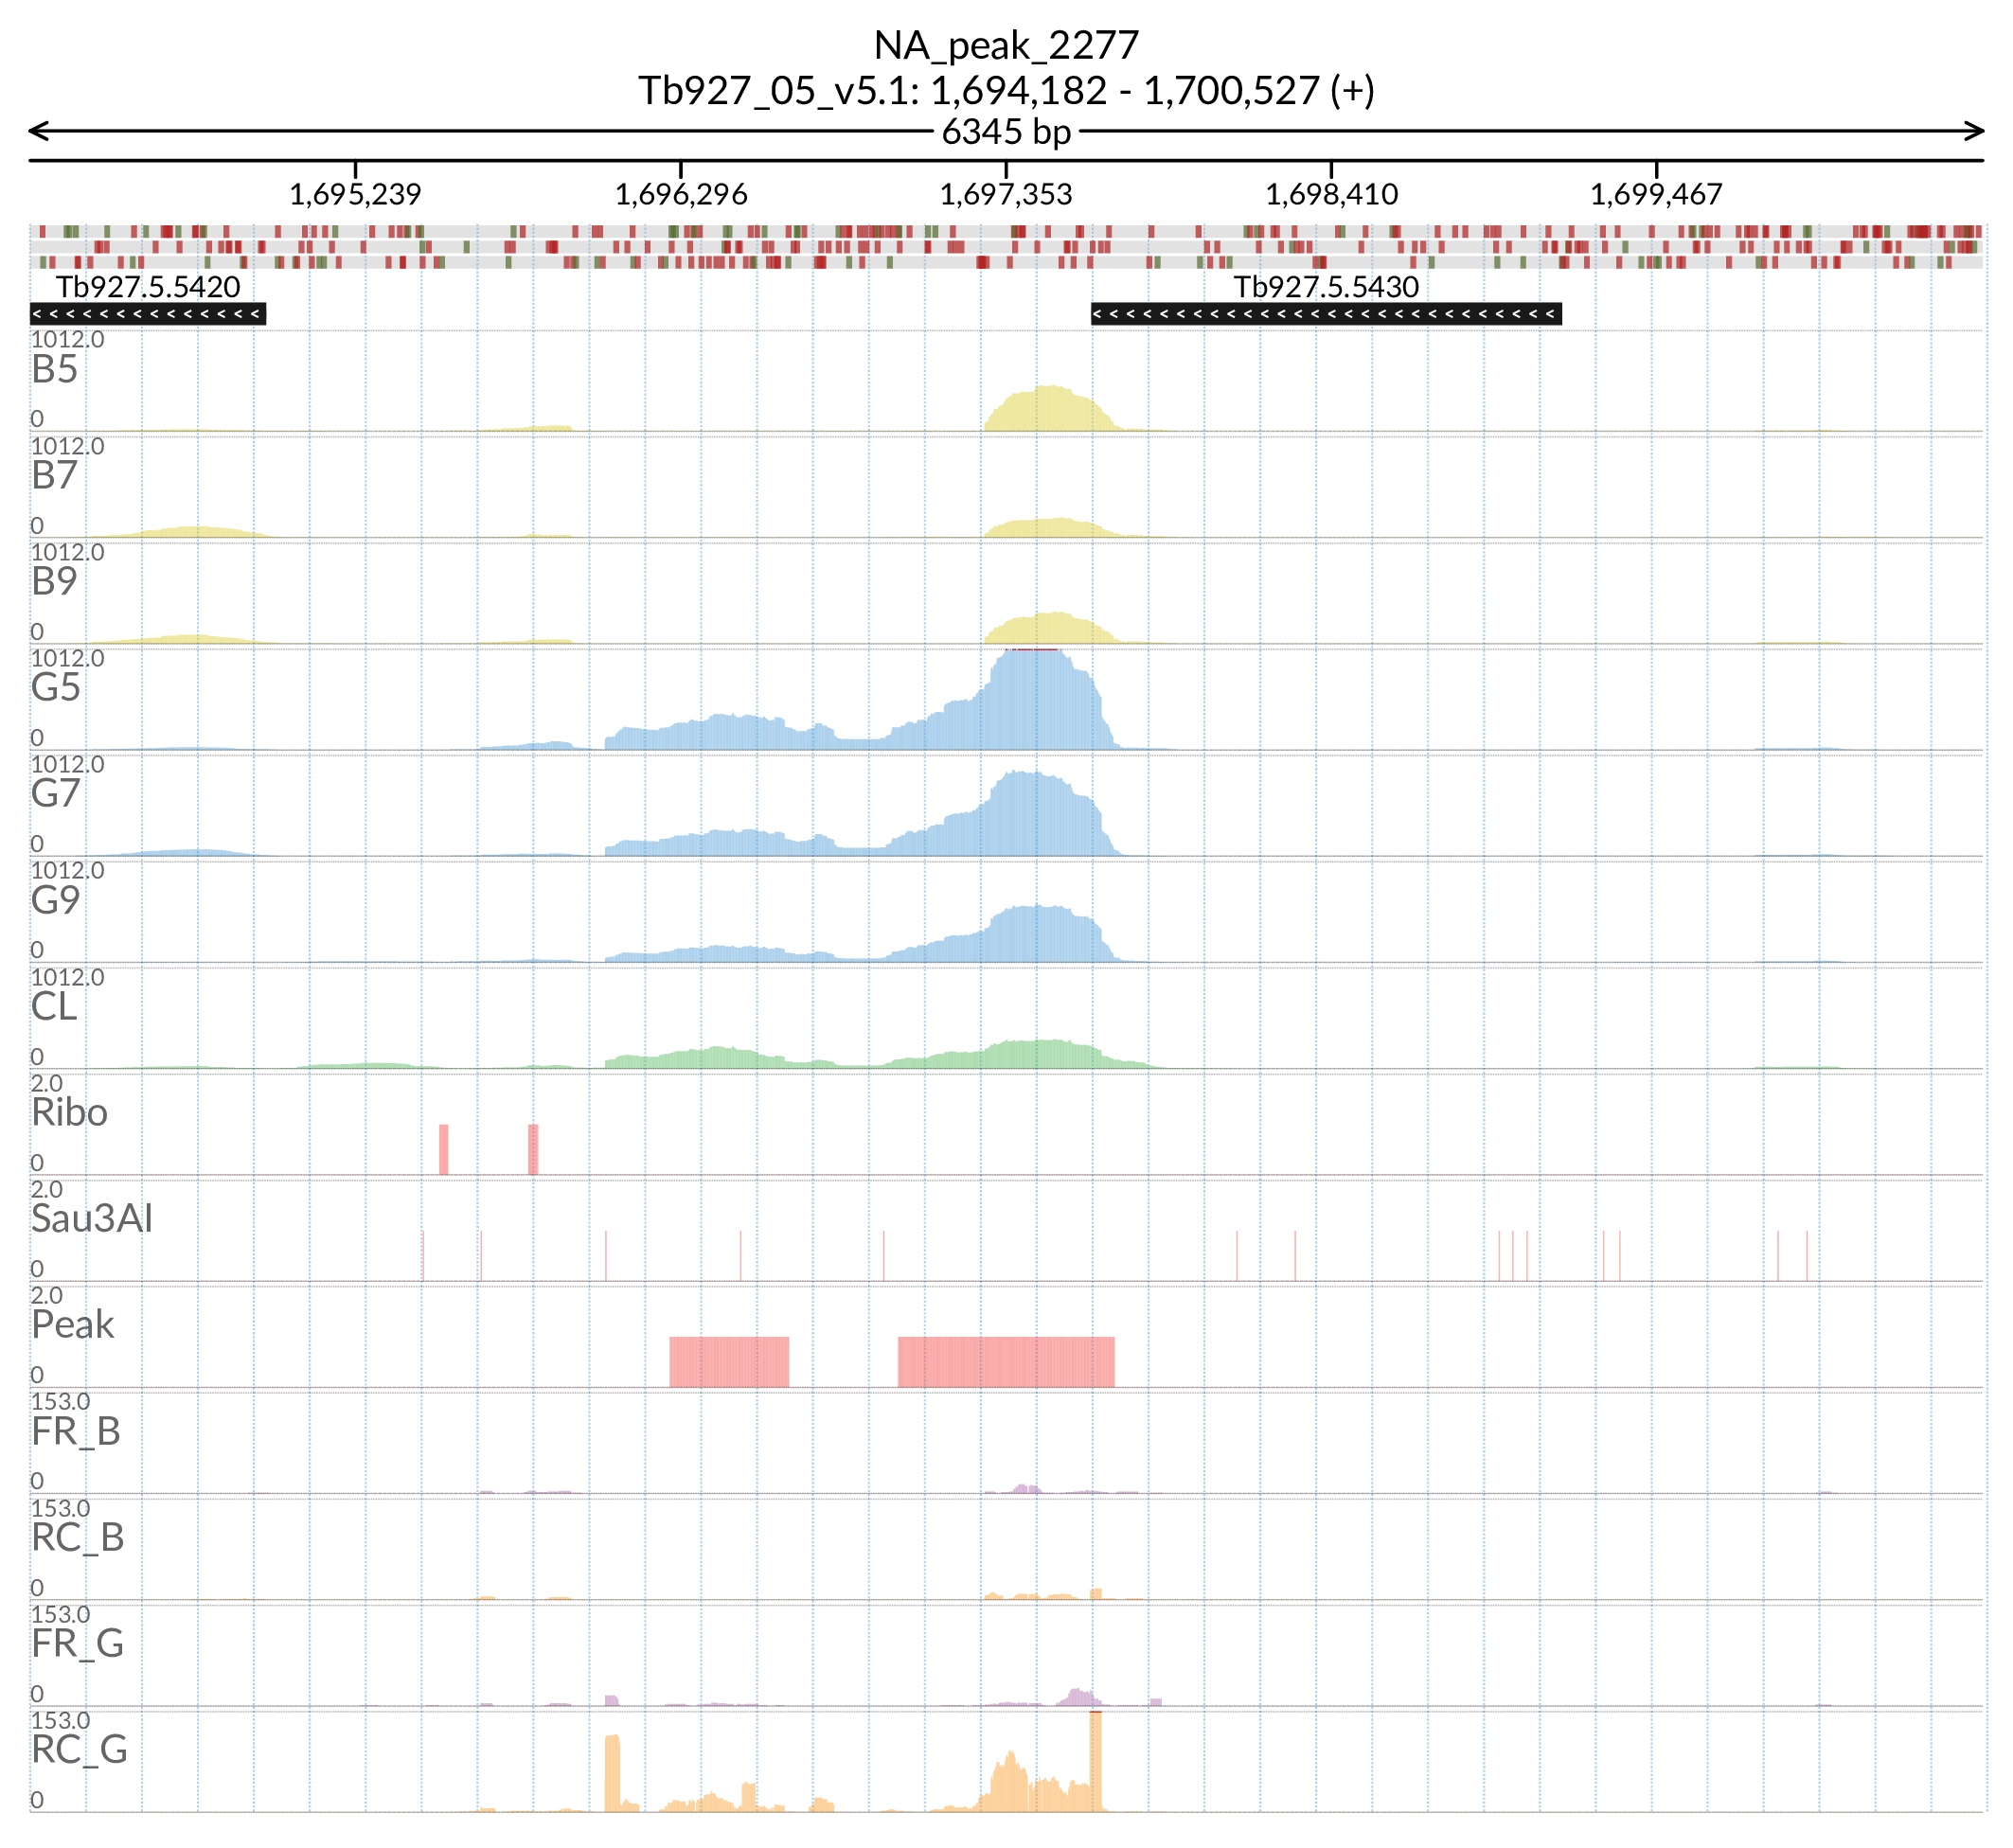 NA_peak_2277
Tb927_05_v5.1: 1,694,182 - 1,700,527 (+)
6345 bp
1,695,239 1,696,296 1,697,353 1,698,410 1,699,467
Tb927.5.5420 Tb927.5.5430
1012.0
B5
0
1012.0
B7
0
1012.0
B9
0
1012.0
G5
0
1012.0
G7
0
1012.0
G9
0
1012.0
CL
0
2.0
Ribo
0
2.0
Sau3AI
0
2.0
Peak
0
153.0
FR_B
0
153.0
RC_B
0
153.0
FR_G
0
153.0
RC_G
0